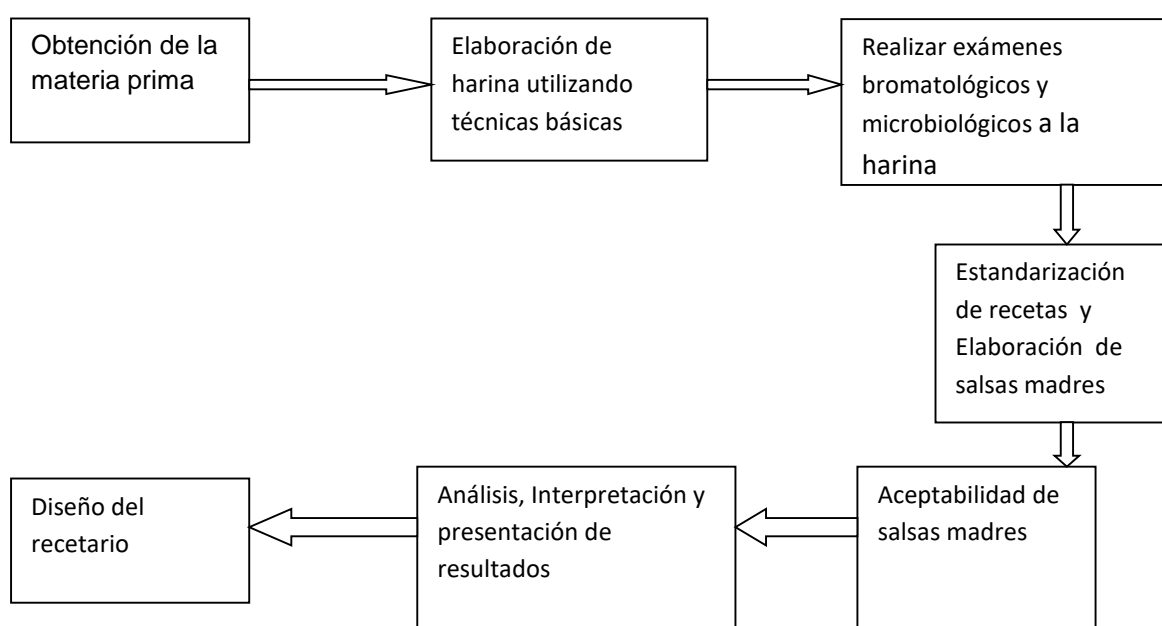 Obtención de la
materia prima
Elaboración de
harina utilizando
técnicas básicas
Realizar exámenes
bromatológicos y
microbiológicos a la
harina
Estandarización
de recetas y
Elaboración de
salsas madres
Aceptabilidad de
salsas madres
Análisis, Interpretación y
presentación de
resultados
Diseño del
recetario